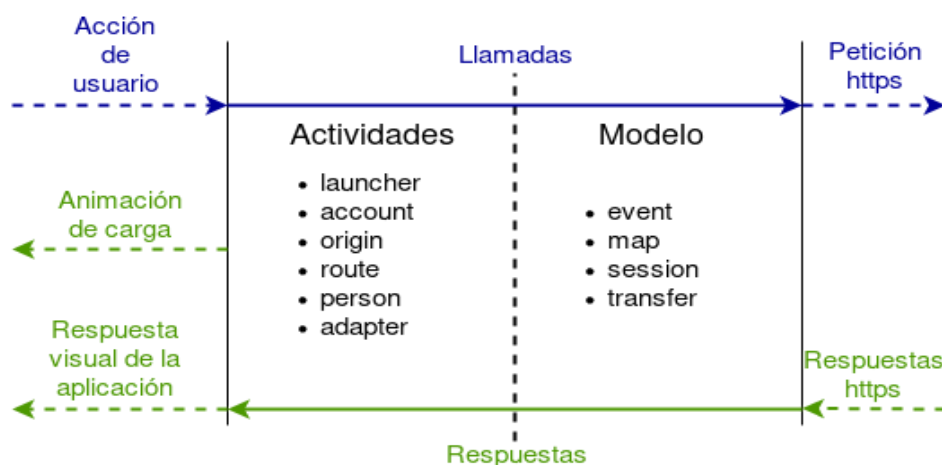 Acción
de
usuario
Llamadas
Petición
https
Actividades
Modelo
launcher
account
origin
route
person
adapter
event
map
session
transfer
Animación
de carga
Respuesta
visual de la
aplicación
Respuestas
https
Respuestas